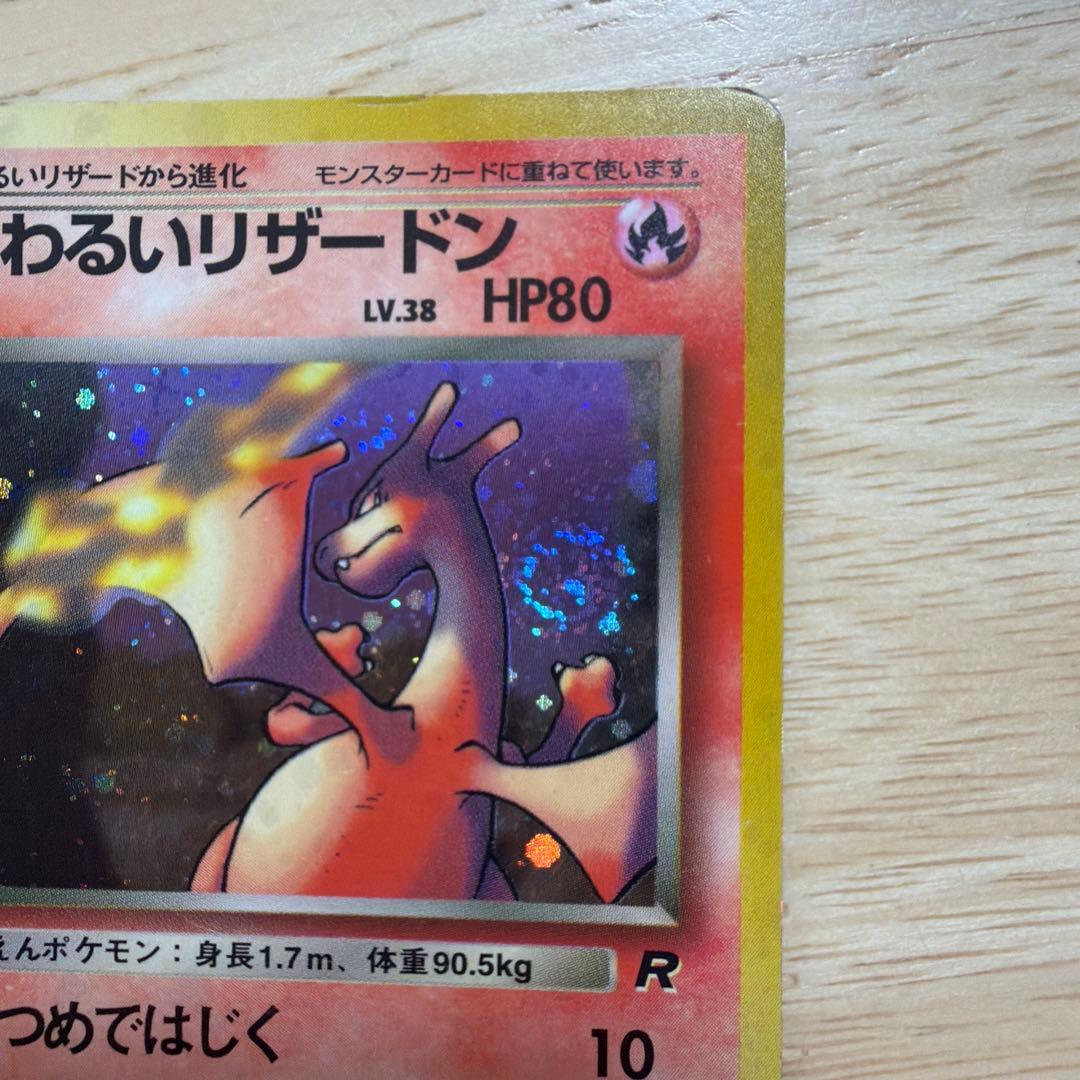 るいリザードから進化 モンスターカードに重ねて使います。
わるいリザードン
LV.38 HP80
えんポケモン：身長1.7m、体重90.5kg
R
つめではじく 10